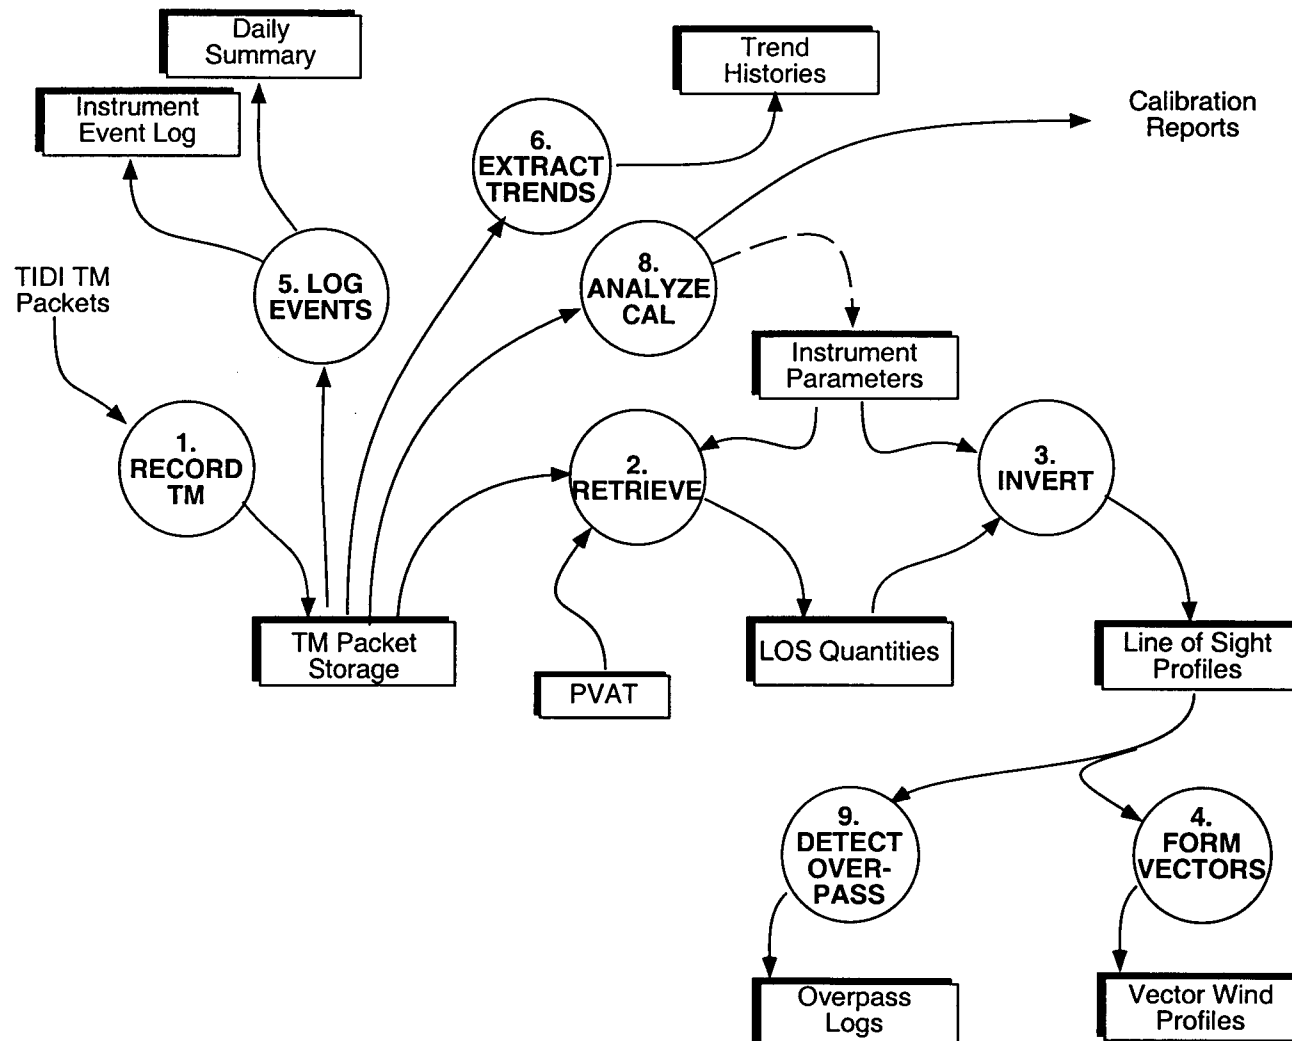 Daily
Summary
Instrument
Event Log
Trend
Histories
Calibration
Reports
6.
EXTRACT
TRENDS
TIDI TM
Packets
5. LOG
EVENTS
8.
ANALYZE
CAL
Instrument
Parameters
1.
RECORD
TM
2.
RETRIEVE
3.
INVERT
TM Packet
Storage
PVAT
LOS Quantities
Line of Sight
Profiles
9.
DETECT
OVER-
PASS
4.
FORM
VECTORS
Overpass
Logs
Vector Wind
Profiles